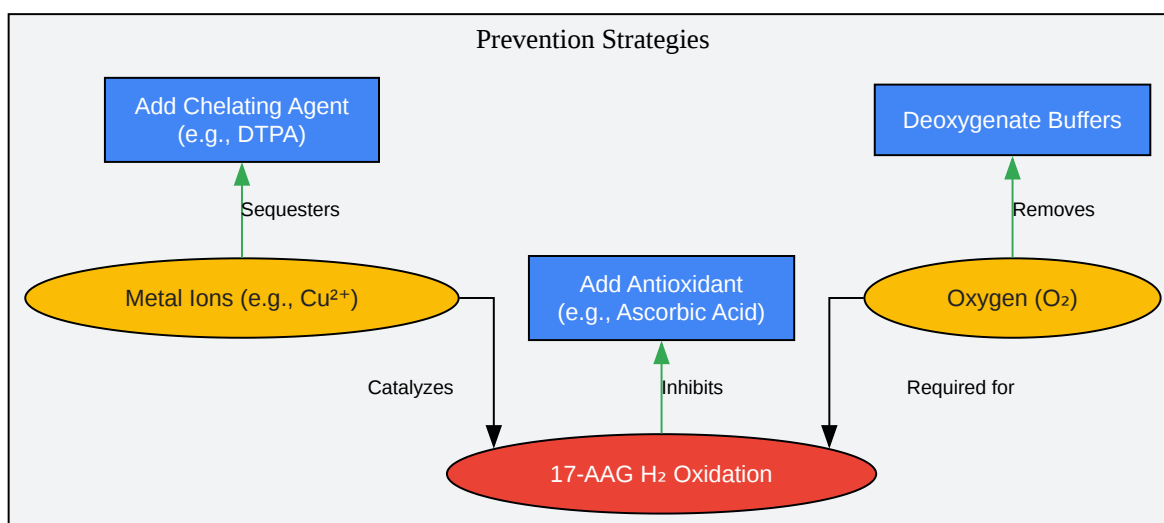 Prevention Strategies
Add Chelating Agent
(e.g., DTPA)
Deoxygenate Buffers
Sequesters
Removes
Metal Ions (e.g., Cu²⁺)
Add Antioxidant
(e.g., Ascorbic Acid)
Oxygen (O₂)
Catalyzes
Inhibits
Required for
17-AAG H₂ Oxidation